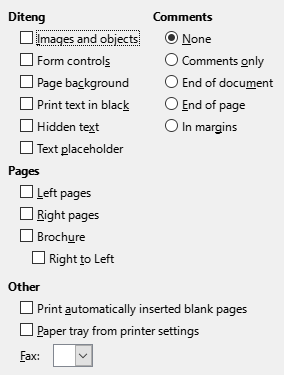 Diteng
Images and objects
Form controls
Page background
Print text in black
Hidden text
Text placeholder
Comments
None
Comments only
End of document
End of page
In margins
Pages
Left pages
Right pages
Brochure
Right to Left
Other
Print automatically inserted blank pages
Paper tray from printer settings
Fax: